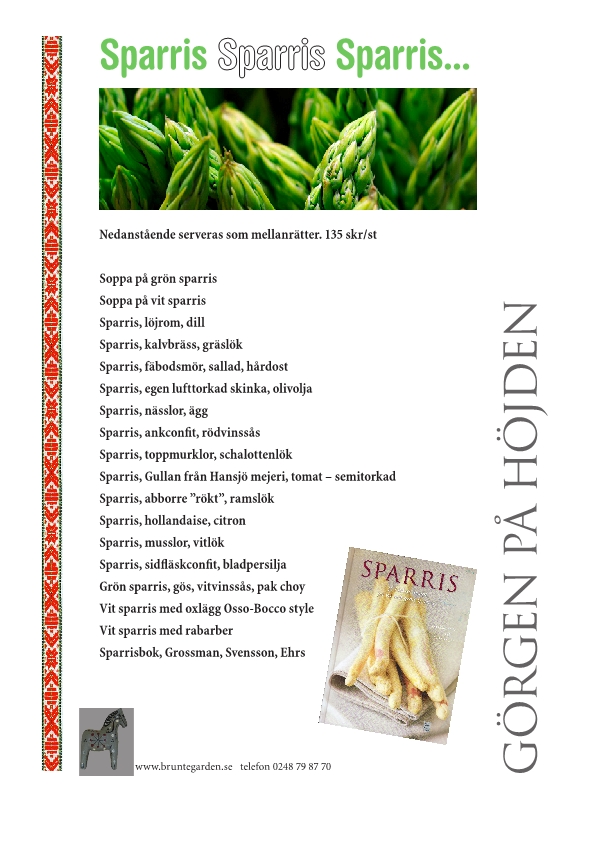 Sparris Sparris Sparris...
Nedanstående serveras som mellanrätter. 135 skr/st
Soppa på grön sparris
Soppa på vit sparris
Sparris, löjrom, dill
Sparris, kalvbräss, gräslök
Sparris, fäbodsmör, sallad, hårdost
Sparris, egen lufttorkad skinka, olivolja
Sparris, nässlor, ägg
Sparris, ankconfit, rödvinssås
Sparris, toppmurklor, schalottenlök
Sparris, Gullan från Hansjö mejeri, tomat – semitorkad
Sparris, abborre ”rökt”, ramslök
Sparris, hollandaise, citron
Sparris, musslor, vitlök
Sparris, sidfläskconfit, bladpersilja
Grön sparris, gös, vitvinssås, pak choy
Vit sparris med oxlägg Osso-Bocco style
Vit sparris med rabarber
Sparrisbok, Grossman, Svensson, Ehrs
SPARRIS
www.bruntegarden.se telefon 0248 79 87 70
GÖRGEN PÅ HÖJDEN